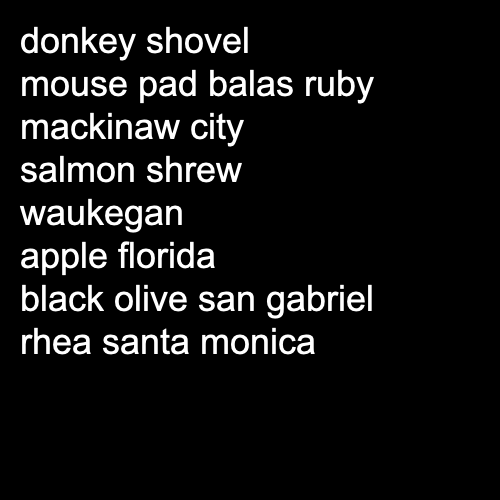 donkey shovel
mouse pad balas ruby
mackinaw city
salmon shrew
waukegan
apple florida
black olive san gabriel
rhea santa monica